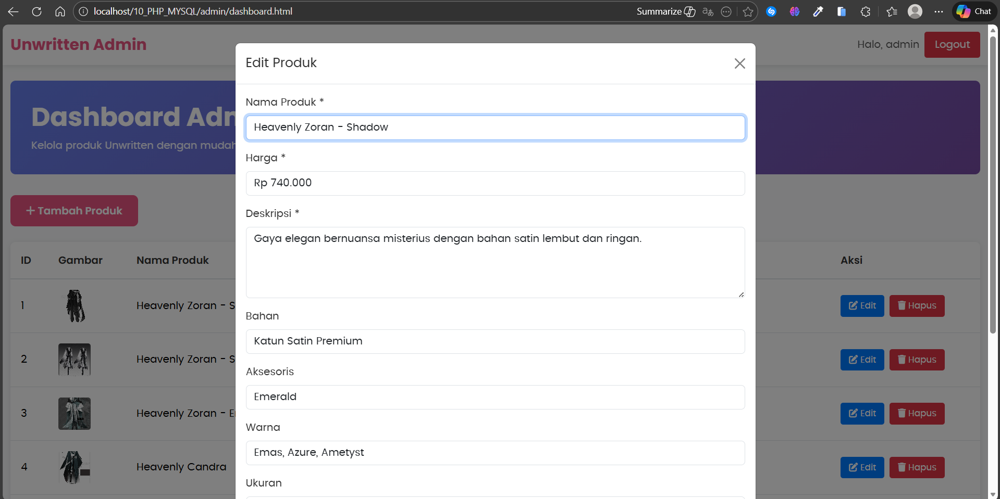 localhost/10_PHP_MYSQL/admin/dashboard.html
Summarize
Chat
Unwritten Admin
Halo, admin
Logout
Edit Produk
Dashboard Adm
Kelola produk Unwritten dengan mudah
Nama Produk *
Heavenly Zoran - Shadow
Harga *
Rp 740.000
Deskripsi *
Gaya elegan bernuansa misterius dengan bahan satin lembut dan ringan.
Bahan
Katun Satin Premium
Aksesoris
Emerald
Warna
Emas, Azure, Ametyst
Ukuran
+ Tambah Produk
ID Gambar Nama Produk Aksi
1 Heavenly Zoran - S Edit Hapus
2 Heavenly Zoran - S Edit Hapus
3 Heavenly Zoran - E Edit Hapus
4 Heavenly Candra Edit Hapus